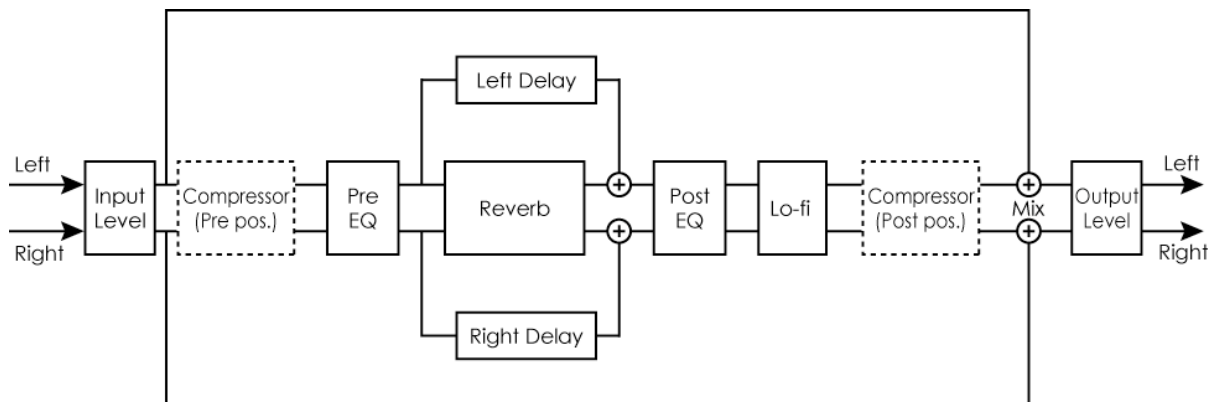 Left Delay
Left
Right
Input
Level
Compressor
(Pre pos.)
Pre
EQ
Reverb
Post
EQ
Lo-fi
Compressor
(Post pos.)
Mix
Output
Level
Left
Right
Right Delay